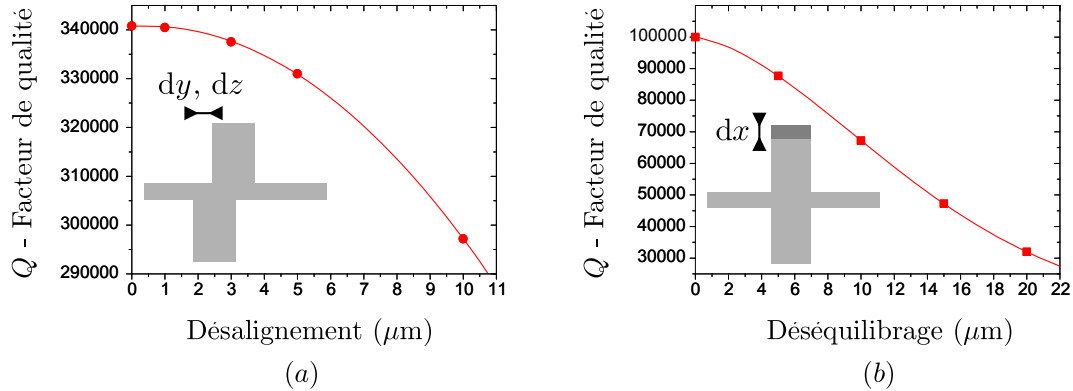 Q - Facteur de qualité
340000
330000
320000
310000
300000
290000
dy, dz
0 1 2 3 4 5 6 7 8 9 10 11
Désalignement (μm)
(a)
Q - Facteur de qualité
100000
90000
80000
70000
60000
50000
40000
30000
dx
0 2 4 6 8 10 12 14 16 18 20 22
Déséquilibrage (μm)
(b)